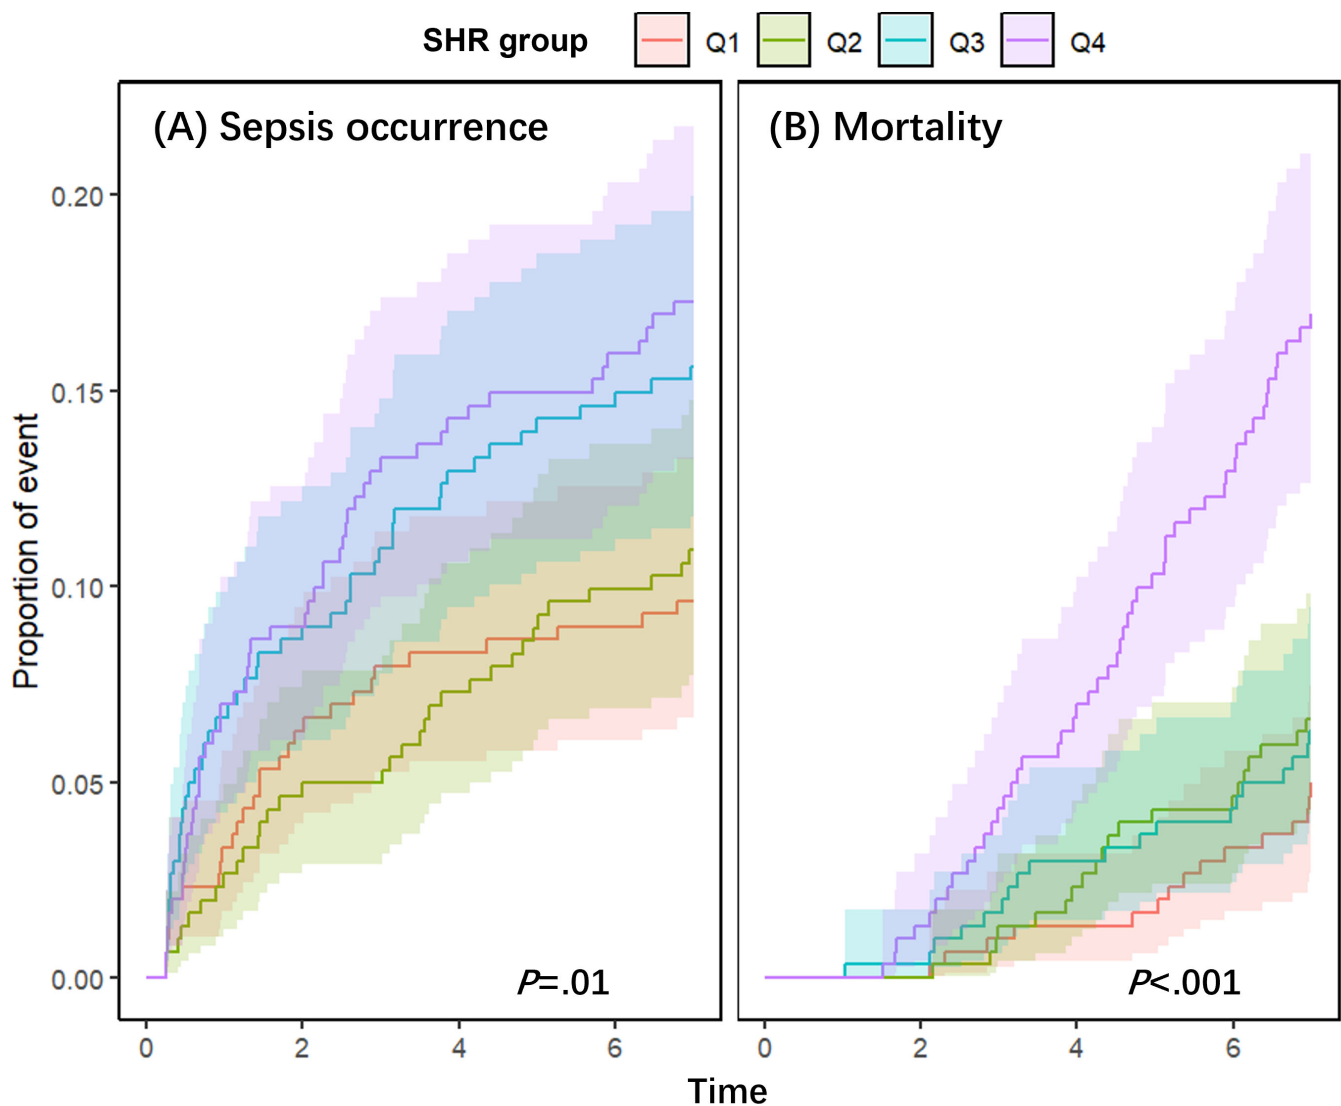 SHR group Q1 Q2 Q3 Q4
(A) Sepsis occurrence
(B) Mortality
Proportion of event
0.20
0.15
0.10
0.05
0.00
P=.01
P<.001
0 2 4 6
0 2 4 6
Time